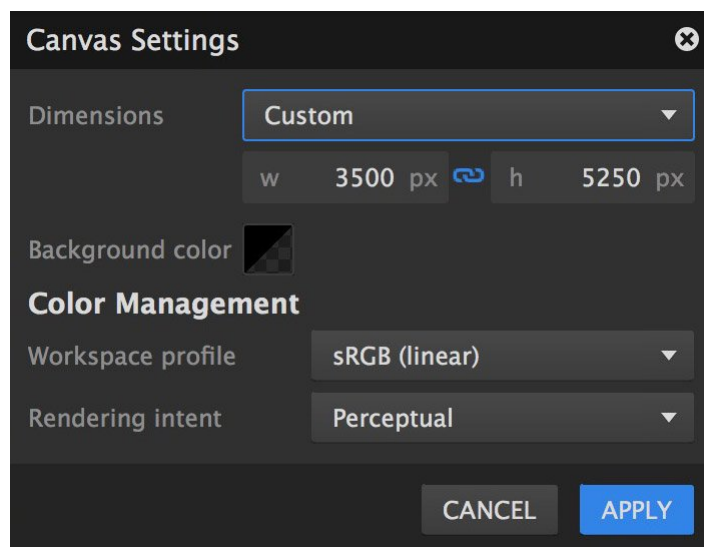 Canvas Settings
Dimensions Custom
w 3500 px h 5250 px
Background color
Color Management
Workspace profile sRGB (linear)
Rendering intent Perceptual
CANCEL APPLY